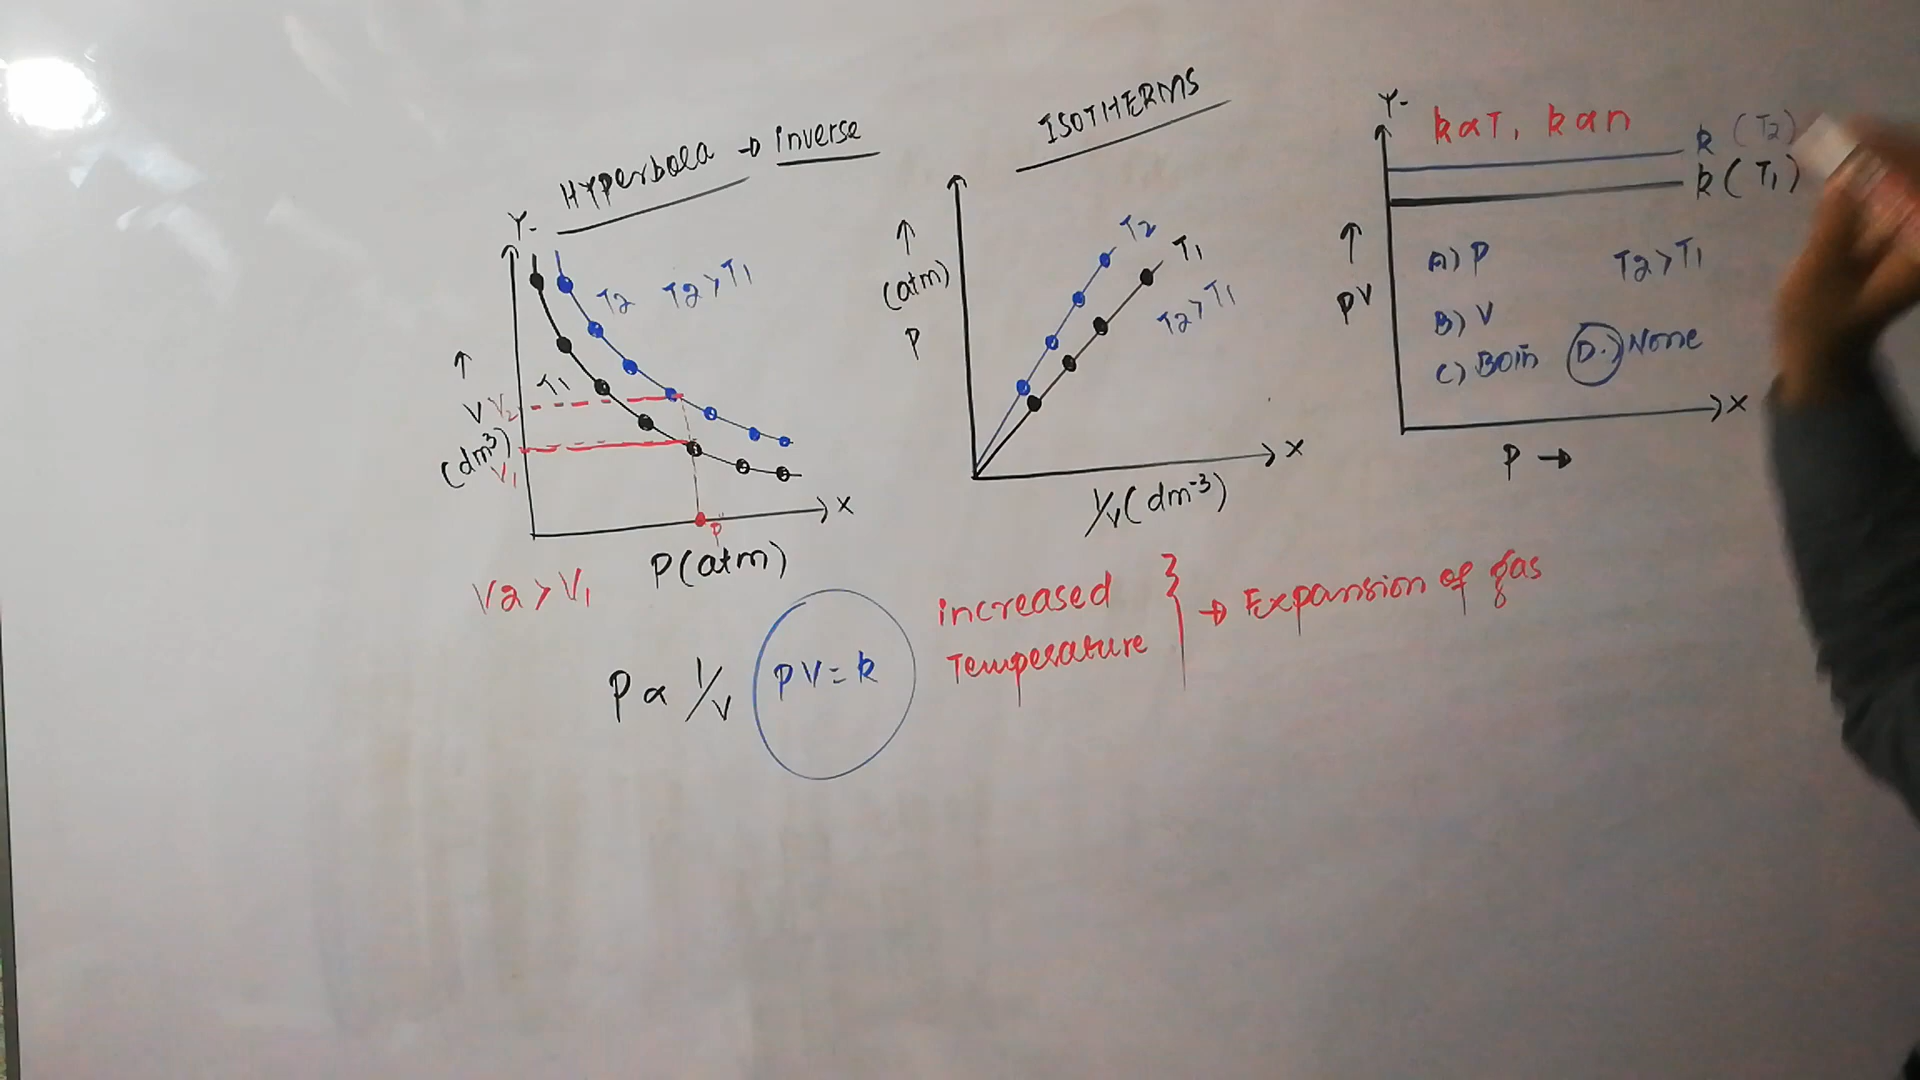 HYperbola → inverse
Y-
T2 T2 > T1
T1
↑
V V2
(dm³)
V1
X
P
P(atm)
V2 > V1
P ∝ 1/V PV = k
ISOTHERMS
↑
(atm)
P
T2
T1
T2 > T1
X
1/V (dm-3)
increased
Temperature } → Expansion of gas
Y-
k∝T, k∝n
k (T2)
k (T1)
↑
PV
A) P T2 > T1
B) V
C) Both D.) None
X
P →